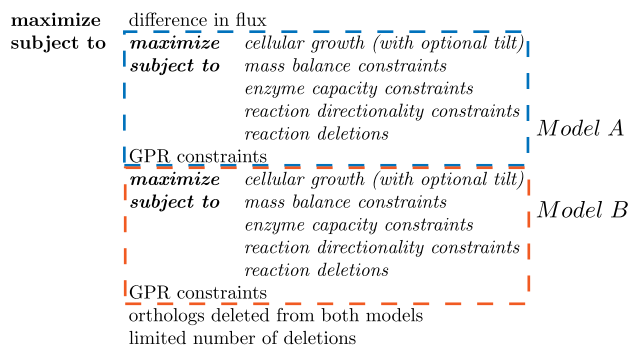 maximize difference in flux
subject to maximize cellular growth (with optional tilt)
subject to mass balance constraints
enzyme capacity constraints
reaction directionality constraints
Model A
reaction deletions
GPR constraints
maximize cellular growth (with optional tilt)
subject to mass balance constraints
Model B
enzyme capacity constraints
reaction directionality constraints
reaction deletions
GPR constraints
orthologs deleted from both models
limited number of deletions